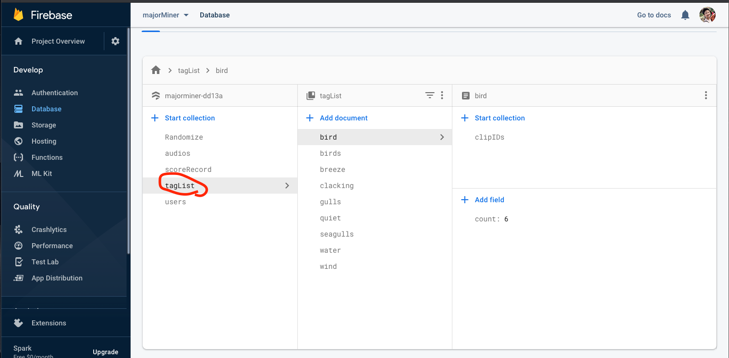 Firebase
majorMiner
Database
Go to docs
Project Overview
Develop
Authentication
Database
Storage
Hosting
Functions
ML Kit
Quality
Crashlytics
Performance
Test Lab
App Distribution
Extensions
Spark
Free $0/month
Upgrade
tagList
bird
majorminer-dd13a
Start collection
Randomize
audios
scoreRecord
tagList
users
tagList
Add document
bird
birds
breeze
clacking
gulls
quiet
seagulls
water
wind
bird
Start collection
clipIDs
Add field
count: 6